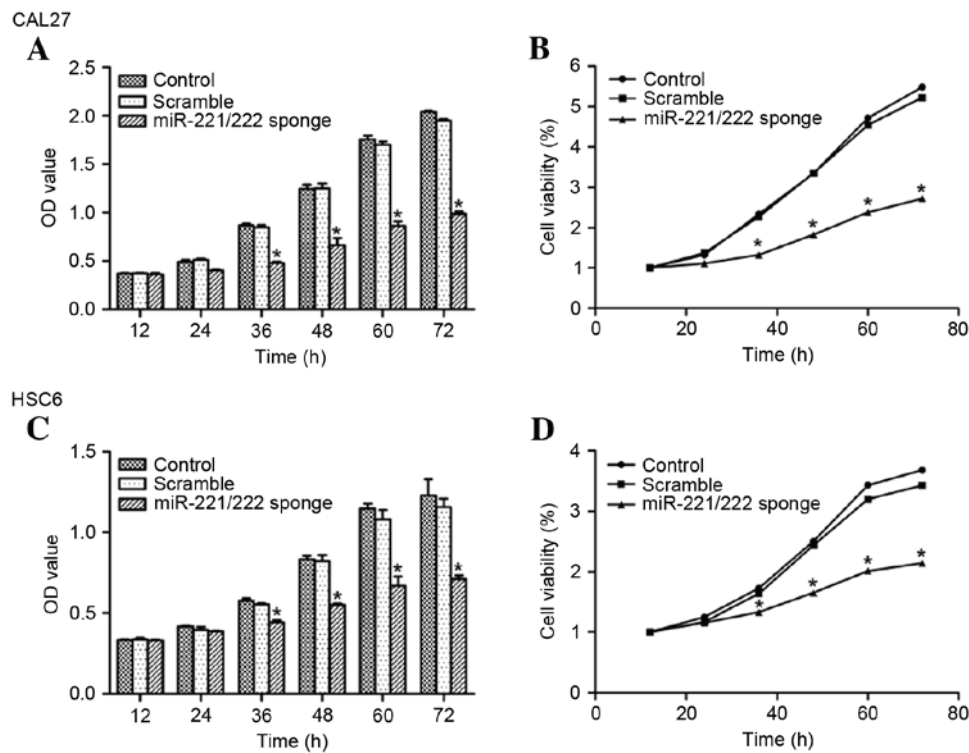 CAL27
A
2.5
2.0
1.5
1.0
0.5
0.0
OD value
Control
Scramble
miR-221/222 sponge
* * * *
12 24 36 48 60 72
Time (h)
B
6
5
4
3
2
1
0
Cell viability (%)
Control
Scramble
miR-221/222 sponge
* * * *
0 20 40 60 80
Time (h)
HSC6
C
1.5
1.0
0.5
0.0
OD value
Control
Scramble
miR-221/222 sponge
* * * *
12 24 36 48 60 72
Time (h)
D
4
3
2
1
0
Cell viability (%)
Control
Scramble
miR-221/222 sponge
* * * *
0 20 40 60 80
Time (h)